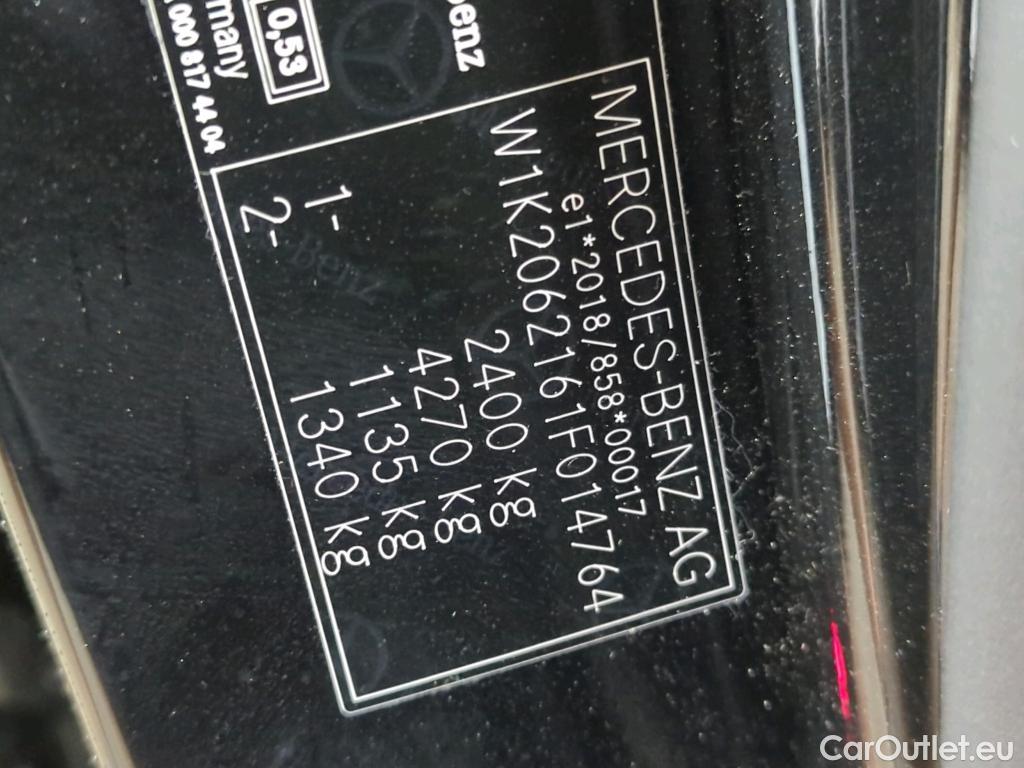 MERCEDES-BENZ AG
e1*2018/858*00017
W1K2062161F014764
2400 kg
4270 kg
1- 1135 kg
2- 1340 kg
Benz
0,53
many
000 817 44 04
CarOutlet.eu